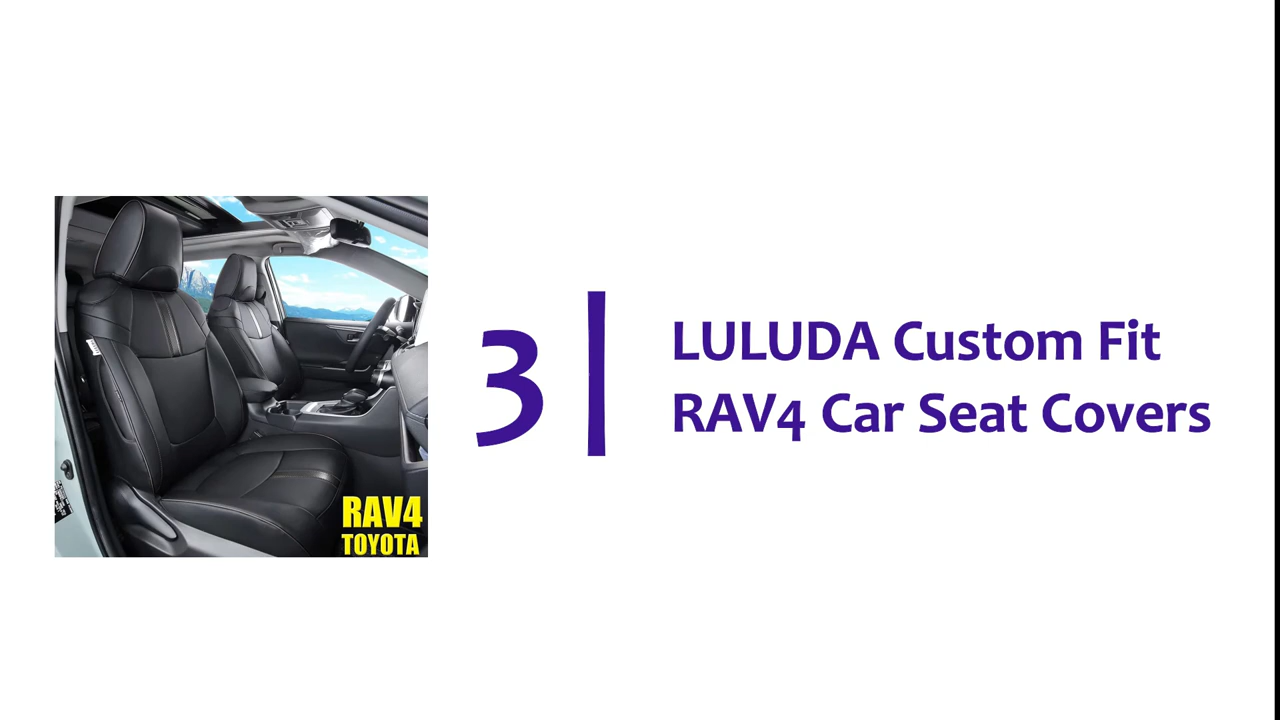 RAV4
TOYOTA
3
LULUDA Custom Fit
RAV4 Car Seat Covers